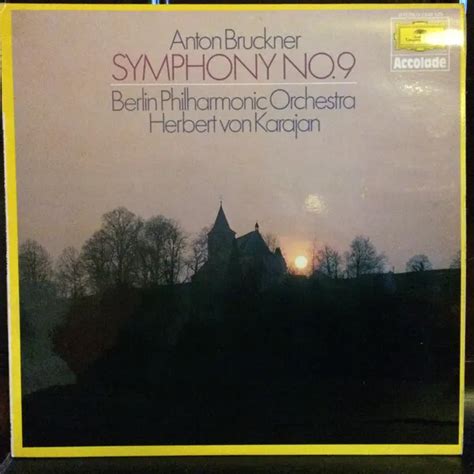 Anton Bruckner
SYMPHONY NO.9
Berlin Philharmonic Orchestra
Herbert von Karajan
Accolade